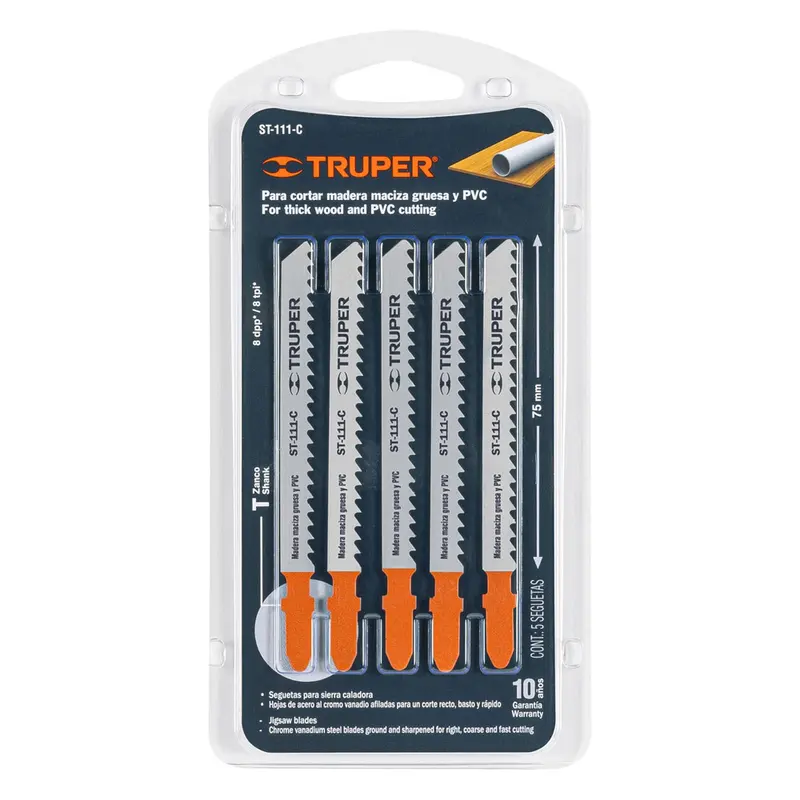 ST-111-C
TRUPER®
Para cortar madera maciza gruesa y PVC
For thick wood and PVC cutting
8 dpp* / 8 tpi*
T Zanco
Shank
TRUPER
ST-111-C
Madera maciza gruesa y PVC
TRUPER
ST-111-C
Madera maciza gruesa y PVC
TRUPER
ST-111-C
Madera maciza gruesa y PVC
TRUPER
ST-111-C
Madera maciza gruesa y PVC
TRUPER
ST-111-C
Madera maciza gruesa y PVC
75 mm
CONT.: 5 SEGUETAS
• Seguetas para sierra caladora
• Hojas de acero al cromo vanadio afiladas para un corte recto, basto y rápido
• Jigsaw blades
• Chrome vanadium steel blades ground and sharpened for right, coarse and fast cutting
10 años
Garantía
Warranty